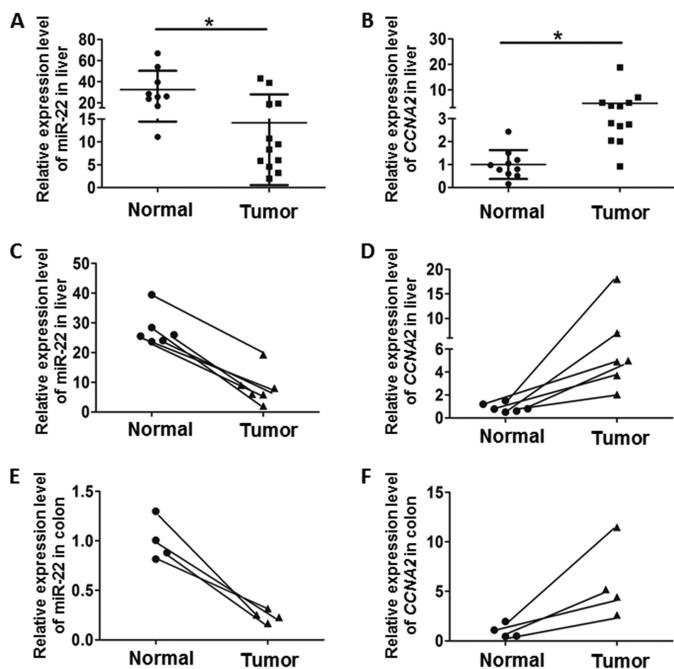 A
Relative expression level
of miR-22 in liver
80
60
40
20
15
10
5
0
*
Normal
Tumor
B
Relative expression level
of CCNA2 in liver
30
20
10
3
2
1
0
*
Normal
Tumor
C
Relative expression level
of miR-22 in liver
50
40
30
20
10
0
Normal
Tumor
D
Relative expression level
of CCNA2 in liver
20
15
10
6
4
2
0
Normal
Tumor
E
Relative expression level
of miR-22 in colon
1.5
1.0
0.5
0.0
Normal
Tumor
F
Relative expression level
of CCNA2 in colon
15
10
5
0
Normal
Tumor